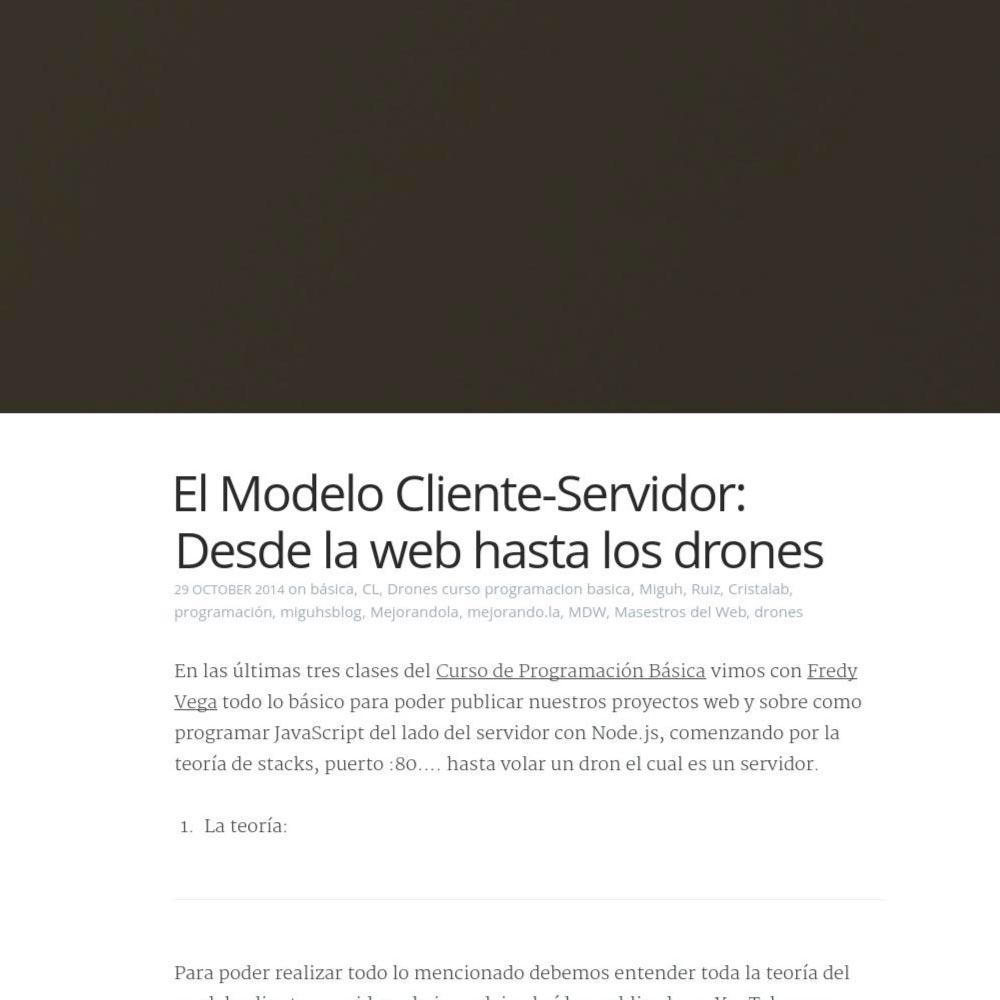 El Modelo Cliente-Servidor:
Desde la web hasta los drones
29 OCTOBER 2014 on básica, CL, Drones curso programacion basica, Miguh, Ruiz, Cristalab,
programación, miguhsblog, Mejorandola, mejorando.la, MDW, Masestros del Web, drones
En las últimas tres clases del Curso de Programación Básica vimos con Fredy
Vega todo lo básico para poder publicar nuestros proyectos web y sobre como
programar JavaScript del lado del servidor con Node.js, comenzando por la
teoría de stacks, puerto :80.... hasta volar un dron el cual es un servidor.
1. La teoría:
Para poder realizar todo lo mencionado debemos entender toda la teoría del